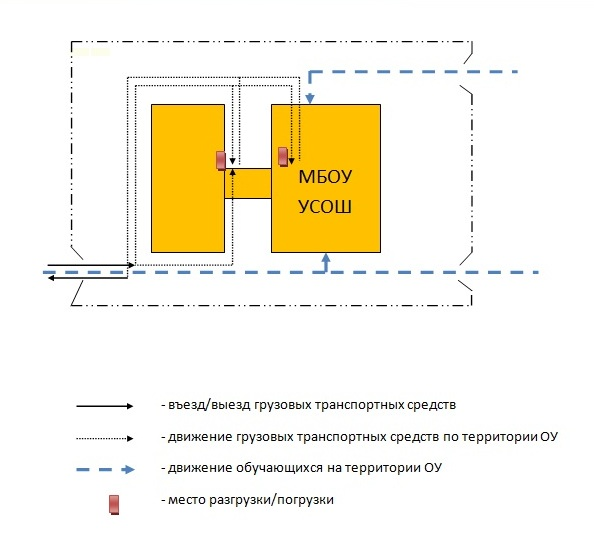 МБОУ
УСОШ
- въезд/выезд грузовых транспортных средств
- движение грузовых транспортных средств по территории ОУ
- движение обучающихся на территории ОУ
- место разгрузки/погрузки